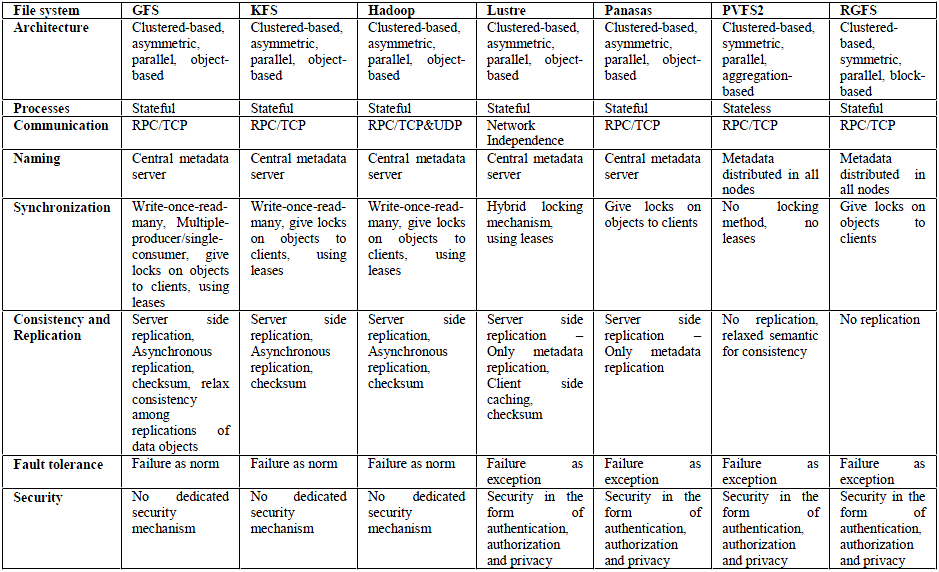 File system GFS KFS Hadoop Lustre Panasas PVFS2 RGFS
Architecture
Clustered-based,
asymmetric,
parallel, object-
based
Clustered-based,
asymmetric,
parallel, object-
based
Clustered-based,
asymmetric,
parallel, object-
based
Clustered-based,
asymmetric,
parallel, object-
based
Clustered-based,
asymmetric,
parallel, object-
based
Clustered-based,
symmetric,
parallel,
aggregation-
based
Clustered-
based,
symmetric,
parallel, block-
based
Processes Stateful Stateful Stateful Stateful Stateful Stateless Stateful
Communication
RPC/TCP
RPC/TCP
RPC/TCP&UDP
Network
Independence
RPC/TCP
RPC/TCP
RPC/TCP
Naming
Central metadata
server
Central metadata
server
Central metadata
server
Central metadata
server
Central metadata
server
Metadata
distributed in all
nodes
Metadata
distributed in
all nodes
Synchronization
Write-once-read-
many, Multiple-
producer/single-
consumer, give
locks on objects
to clients, using
leases
Write-once-read-
many, give locks
on objects to
clients, using
leases
Write-once-read-
many, give locks
on objects to
clients, using
leases
Hybrid locking
mechanism,
using leases
Give locks on
objects to clients
No locking
method, no
leases
Give locks on
objects to
clients
Consistency and
Replication
Server side
replication,
Asynchronous
replication,
checksum, relax
consistency
among
replications of
data objects
Server side
replication,
Asynchronous
replication,
checksum
Server side
replication,
Asynchronous
replication,
checksum
Server side
replication –
Only metadata
replication,
Client side
caching,
checksum
Server side
replication –
Only metadata
replication
No replication,
relaxed semantic
for consistency
No replication
Fault tolerance
Failure as norm
Failure as norm
Failure as norm
Failure as
exception
Failure as
exception
Failure as
exception
Failure as
exception
Security
No dedicated
security
mechanism
No dedicated
security
mechanism
No dedicated
security
mechanism
Security in the
form of
authentication,
authorization
and privacy
Security in the
form of
authentication,
authorization
and privacy
Security in the
form of
authentication,
authorization
and privacy
Security in the
form of
authentication,
authorization
and privacy